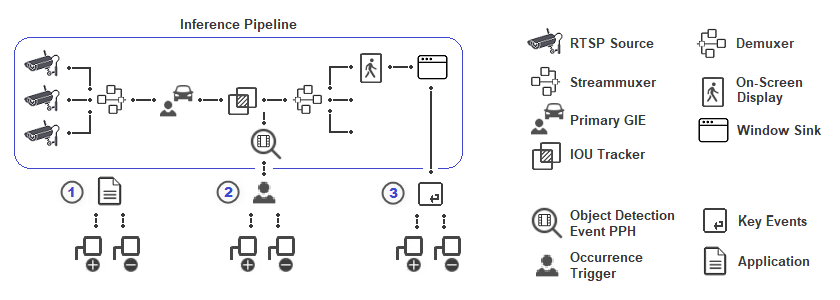 Inference Pipeline
1
2
3
RTSP Source
Demuxer
Streammuxer
On-Screen
Display
Primary GIE
Window Sink
IOU Tracker
Object Detection
Event PPH
Key Events
Occurrence
Trigger
Application